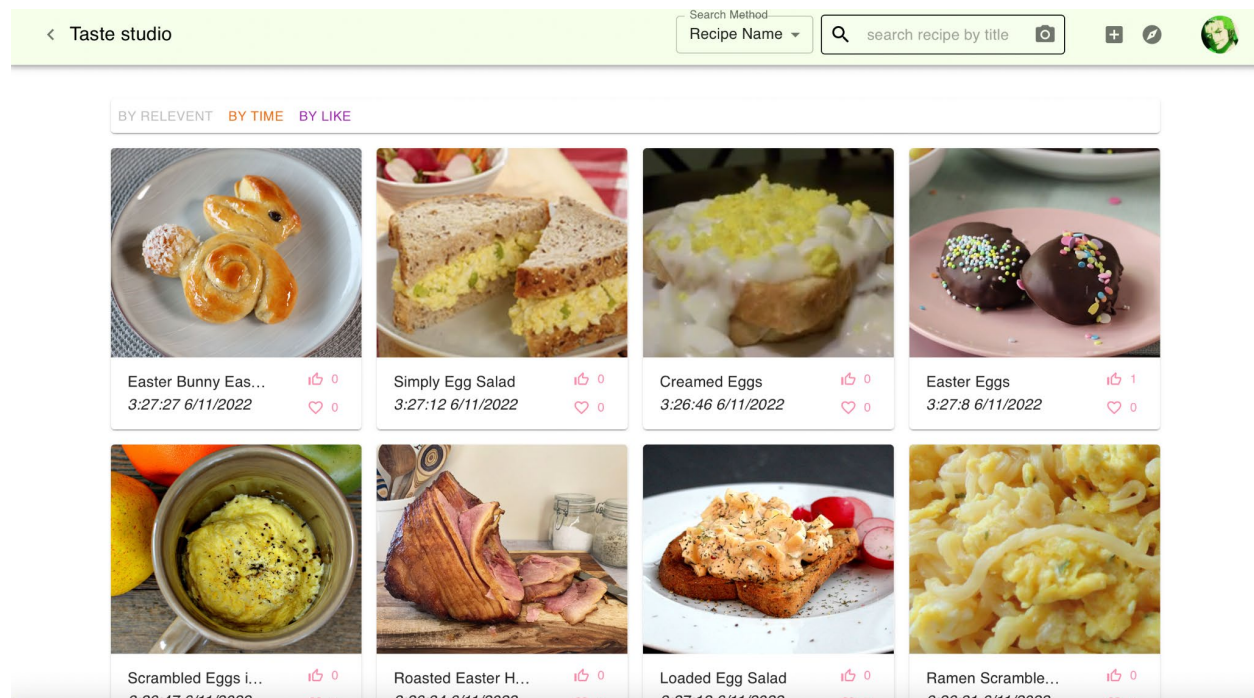 Taste studio
Search Method
Recipe Name
search recipe by title
BY RELEVENT BY TIME BY LIKE
Easter Bunny Eas... 0
3:27:27 6/11/2022 0
Simply Egg Salad 0
3:27:12 6/11/2022 0
Creamed Eggs 0
3:26:46 6/11/2022 0
Easter Eggs 1
3:27:8 6/11/2022 0
Scrambled Eggs i... 0
Roasted Easter H... 0
Loaded Egg Salad 0
Ramen Scramble... 0